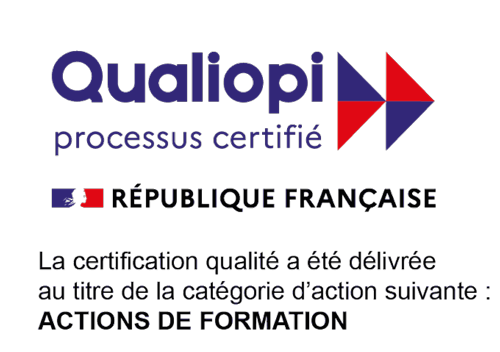 Qualiopi
processus certifié
RÉPUBLIQUE FRANÇAISE
La certification qualité a été délivrée
au titre de la catégorie d’action suivante :
ACTIONS DE FORMATION